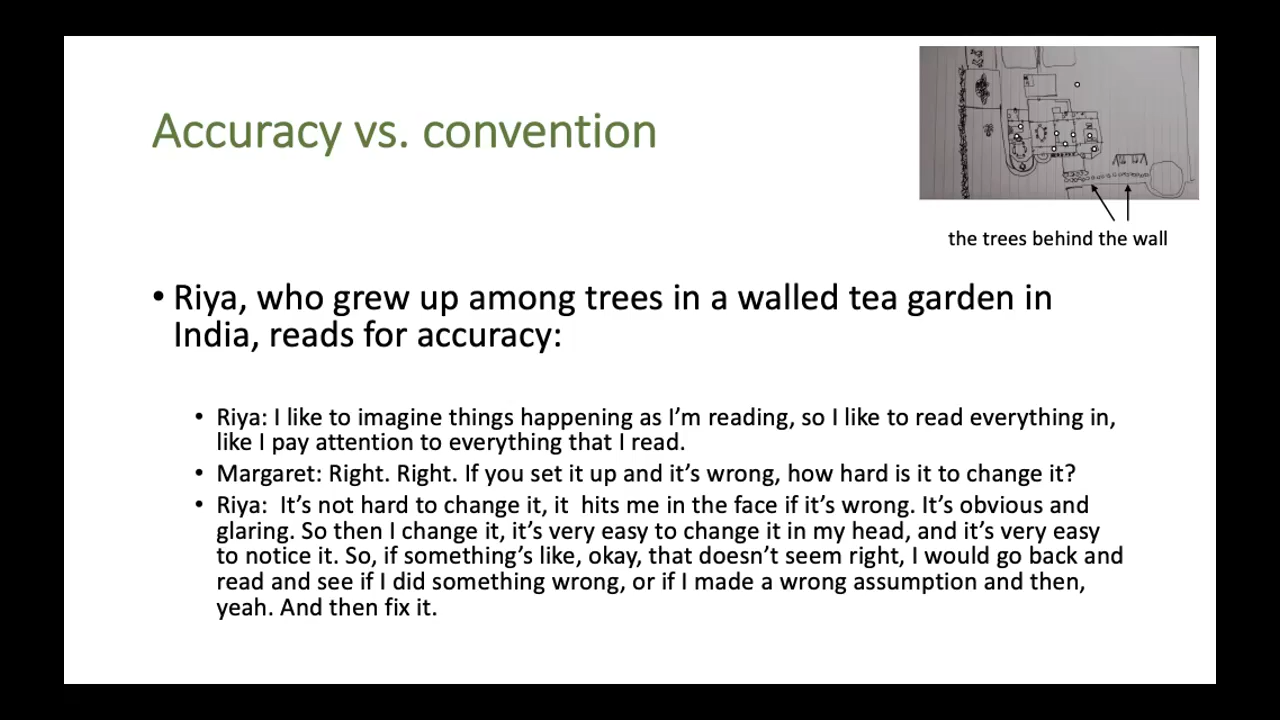 Accuracy vs. convention
the trees behind the wall
• Riya, who grew up among trees in a walled tea garden in
India, reads for accuracy:
• Riya: I like to imagine things happening as I’m reading, so I like to read everything in,
like I pay attention to everything that I read.
• Margaret: Right. Right. If you set it up and it’s wrong, how hard is it to change it?
• Riya:  It’s not hard to change it, it  hits me in the face if it’s wrong. It’s obvious and
glaring. So then I change it, it’s very easy to change it in my head, and it’s very easy
to notice it. So, if something’s like, okay, that doesn’t seem right, I would go back and
read and see if I did something wrong, or if I made a wrong assumption and then,
yeah. And then fix it.